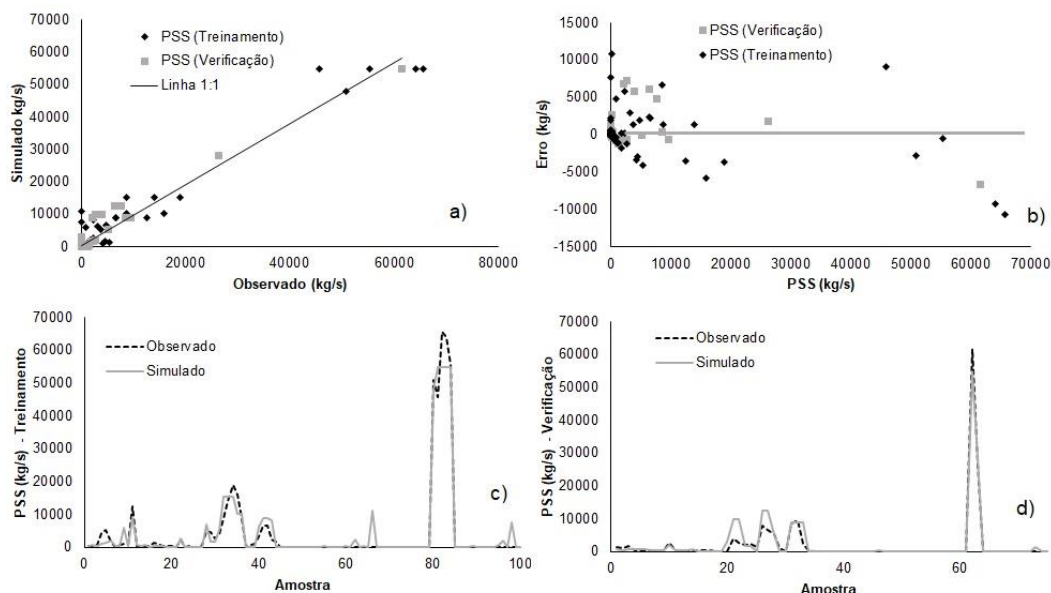 70000
60000
50000
40000
30000
20000
10000
0
Simulado kg/s)
PSS (Treinamento)
PSS (Verificação)
Linha 1:1
a)
0 20000 40000 60000 80000
Observado (kg/s)
15000
10000
5000
0
-5000
-10000
-15000
Erro (kg/s)
PSS (Verificação)
PSS (Treinamento)
b)
0 10000 20000 30000 40000 50000 60000 70000
PSS (kg/s)
70000
60000
50000
40000
30000
20000
10000
0
PSS (kg/s) - Treinamento
Observado
Simulado
c)
0 20 40 60 80 100
Amostra
70000
60000
50000
40000
30000
20000
10000
0
PSS (kg/s) - Verificação
Observado
Simulado
d)
0 20 40 60
Amostra